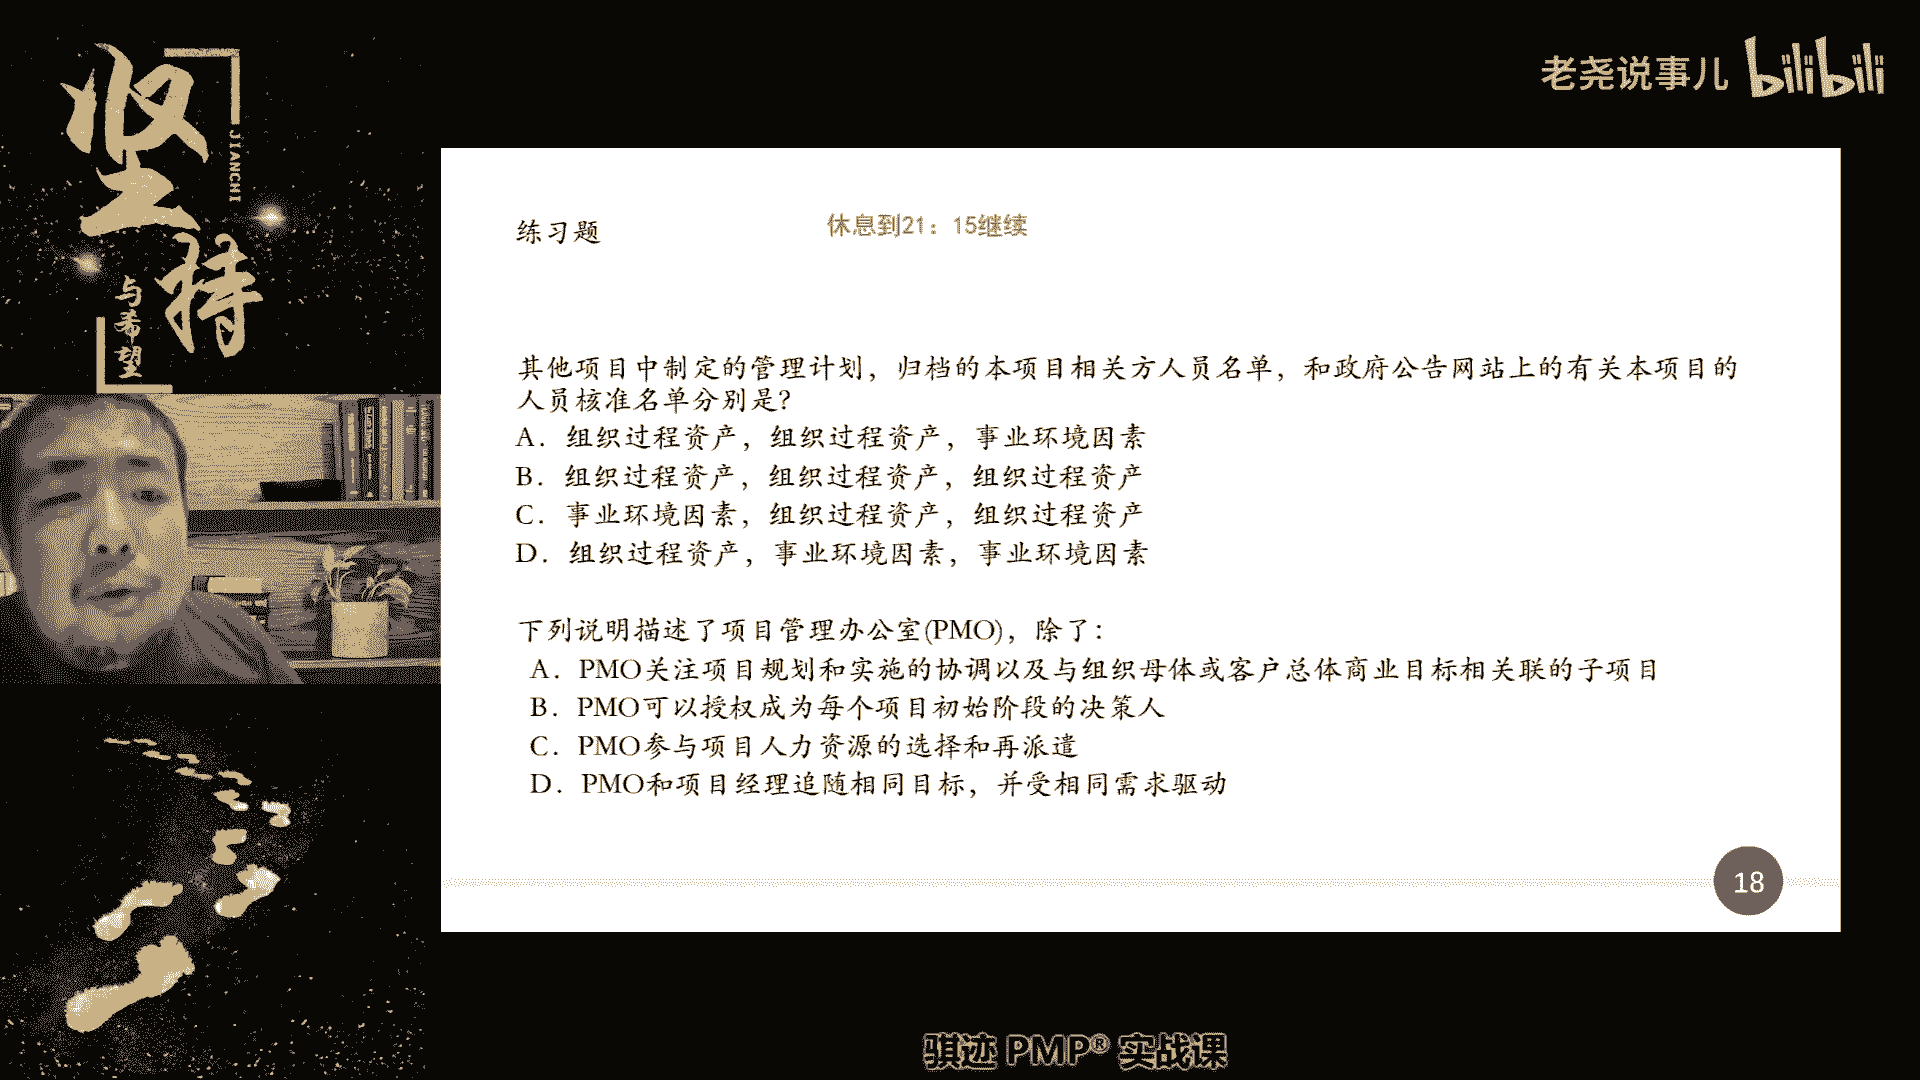 坚持
JIANCHI
与希望
老尧说事儿 bilibili
练习题
休息到21：15继续
其他项目中制定的管理计划，归档的本项目相关方人员名单，和政府公告网站上的有关本项目的
人员核准名单分别是？
A．组织过程资产，组织过程资产，事业环境因素
B．组织过程资产，组织过程资产，组织过程资产
C．事业环境因素，组织过程资产，组织过程资产
D．组织过程资产，事业环境因素，事业环境因素
下列说明描述了项目管理办公室(PMO)，除了：
A．PMO关注项目规划和实施的协调以及与组织母体或客户总体商业目标相关联的子项目
B．PMO可以授权成为每个项目初始阶段的决策人
C．PMO参与项目人力资源的选择和再派遣
D．PMO和项目经理追随相同目标，并受相同需求驱动
18
骐迹 PMP® 实战课